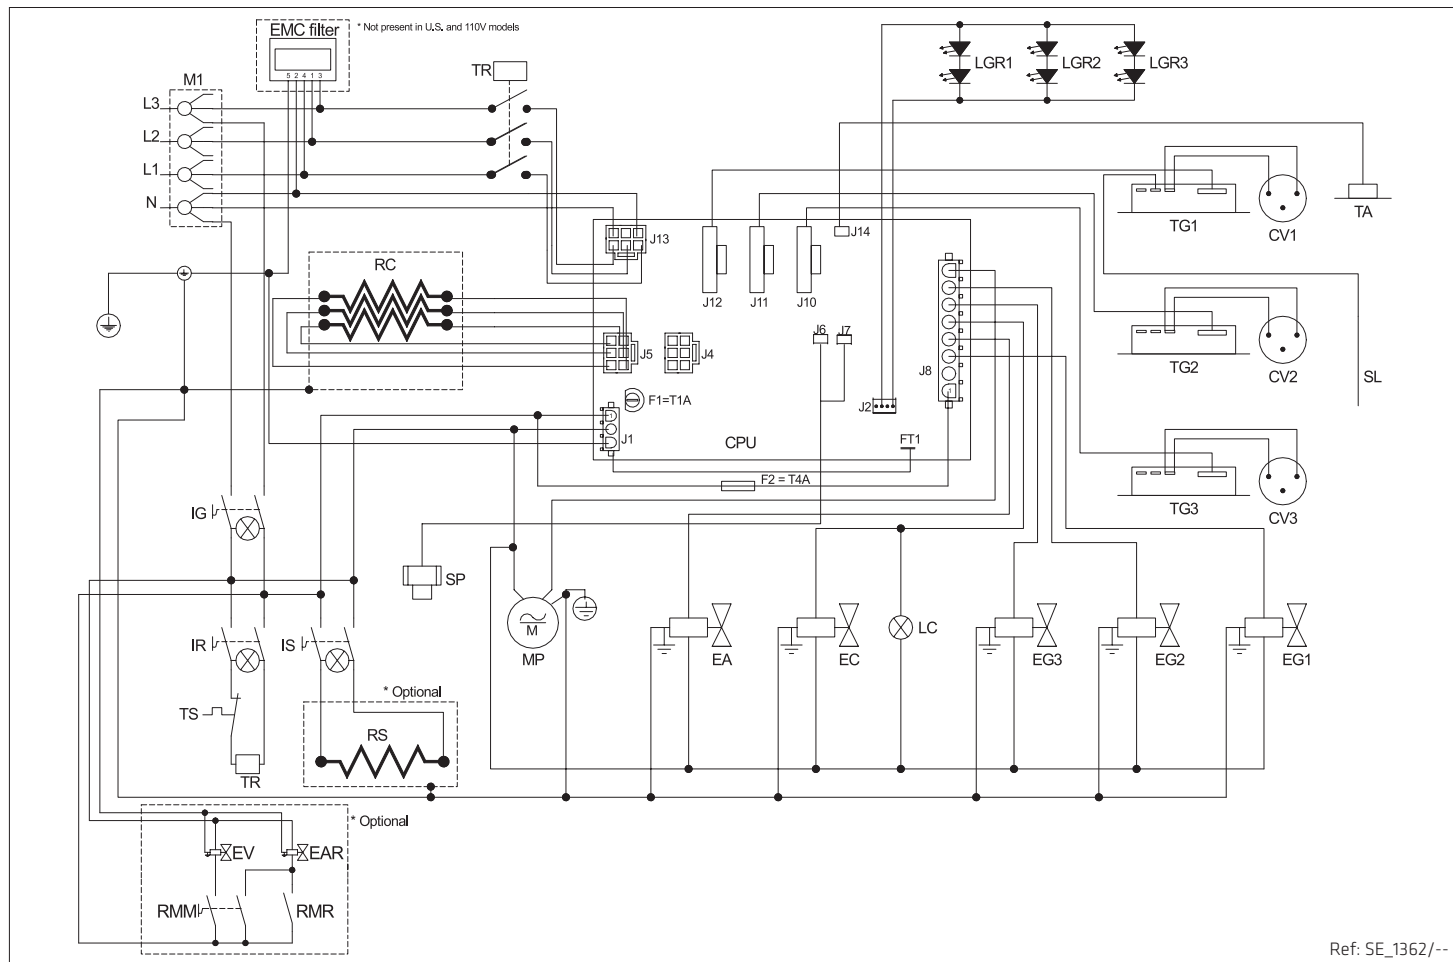 EMC filter
* Not present in U.S. and 110V models
5 2 4 1 3
M1
L3
L2
L1
N
TR
LGR1
LGR2
LGR3
TG1
CV1
TA
RC
J13
J12
J11
J10
J14
J5
J4
J6
J7
J8
1
J2
F1=T1A
1
J1
CPU
FT1
F2 = T4A
TG2
CV2
SL
TG3
CV3
IG
SP
M
MP
EA
EC
LC
EG3
EG2
EG1
IR
IS
TS
TR
* Optional
RS
* Optional
EV
EAR
RMM
RMR
Ref: SE_1362/--